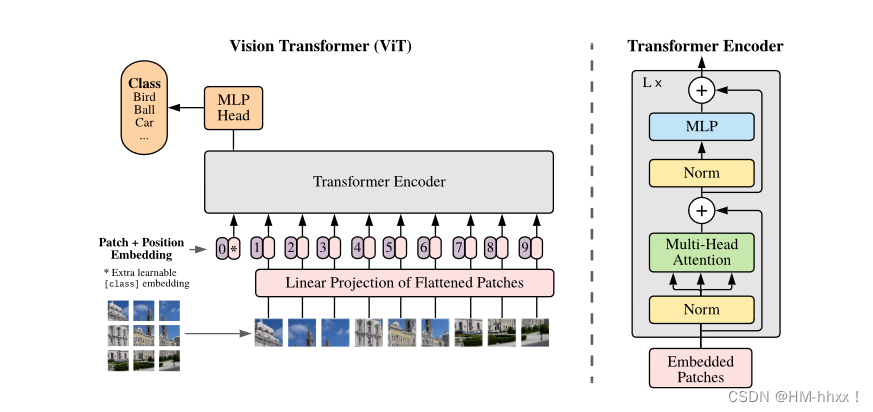 Vision Transformer (ViT)
Class
Bird
Ball
Car
...
MLP
Head
Transformer Encoder
Patch + Position
Embedding
0 * 1 2 3 4 5 6 7 8 9
* Extra learnable
[class] embedding
Linear Projection of Flattened Patches
Transformer Encoder
L x
+
MLP
Norm
+
Multi-Head
Attention
Norm
Embedded
Patches
CSDN @HM-hhxx！